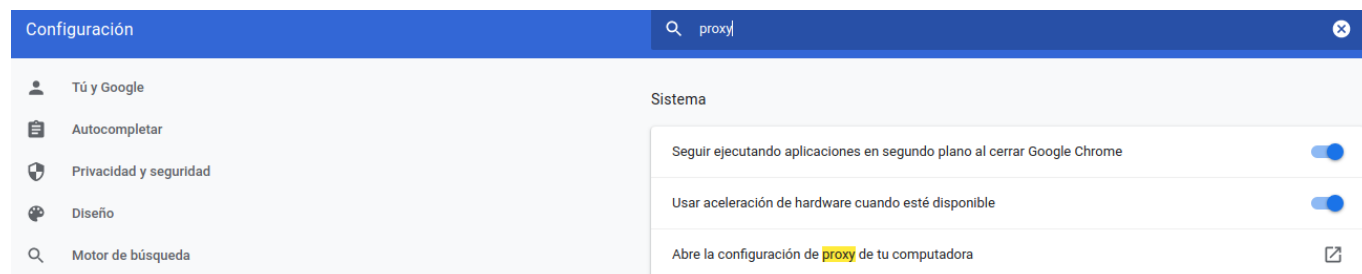 Configuración
proxy
Tú y Google
Autocompletar
Privacidad y seguridad
Diseño
Motor de búsqueda
Sistema
Seguir ejecutando aplicaciones en segundo plano al cerrar Google Chrome
Usar aceleración de hardware cuando esté disponible
Abre la configuración de proxy de tu computadora